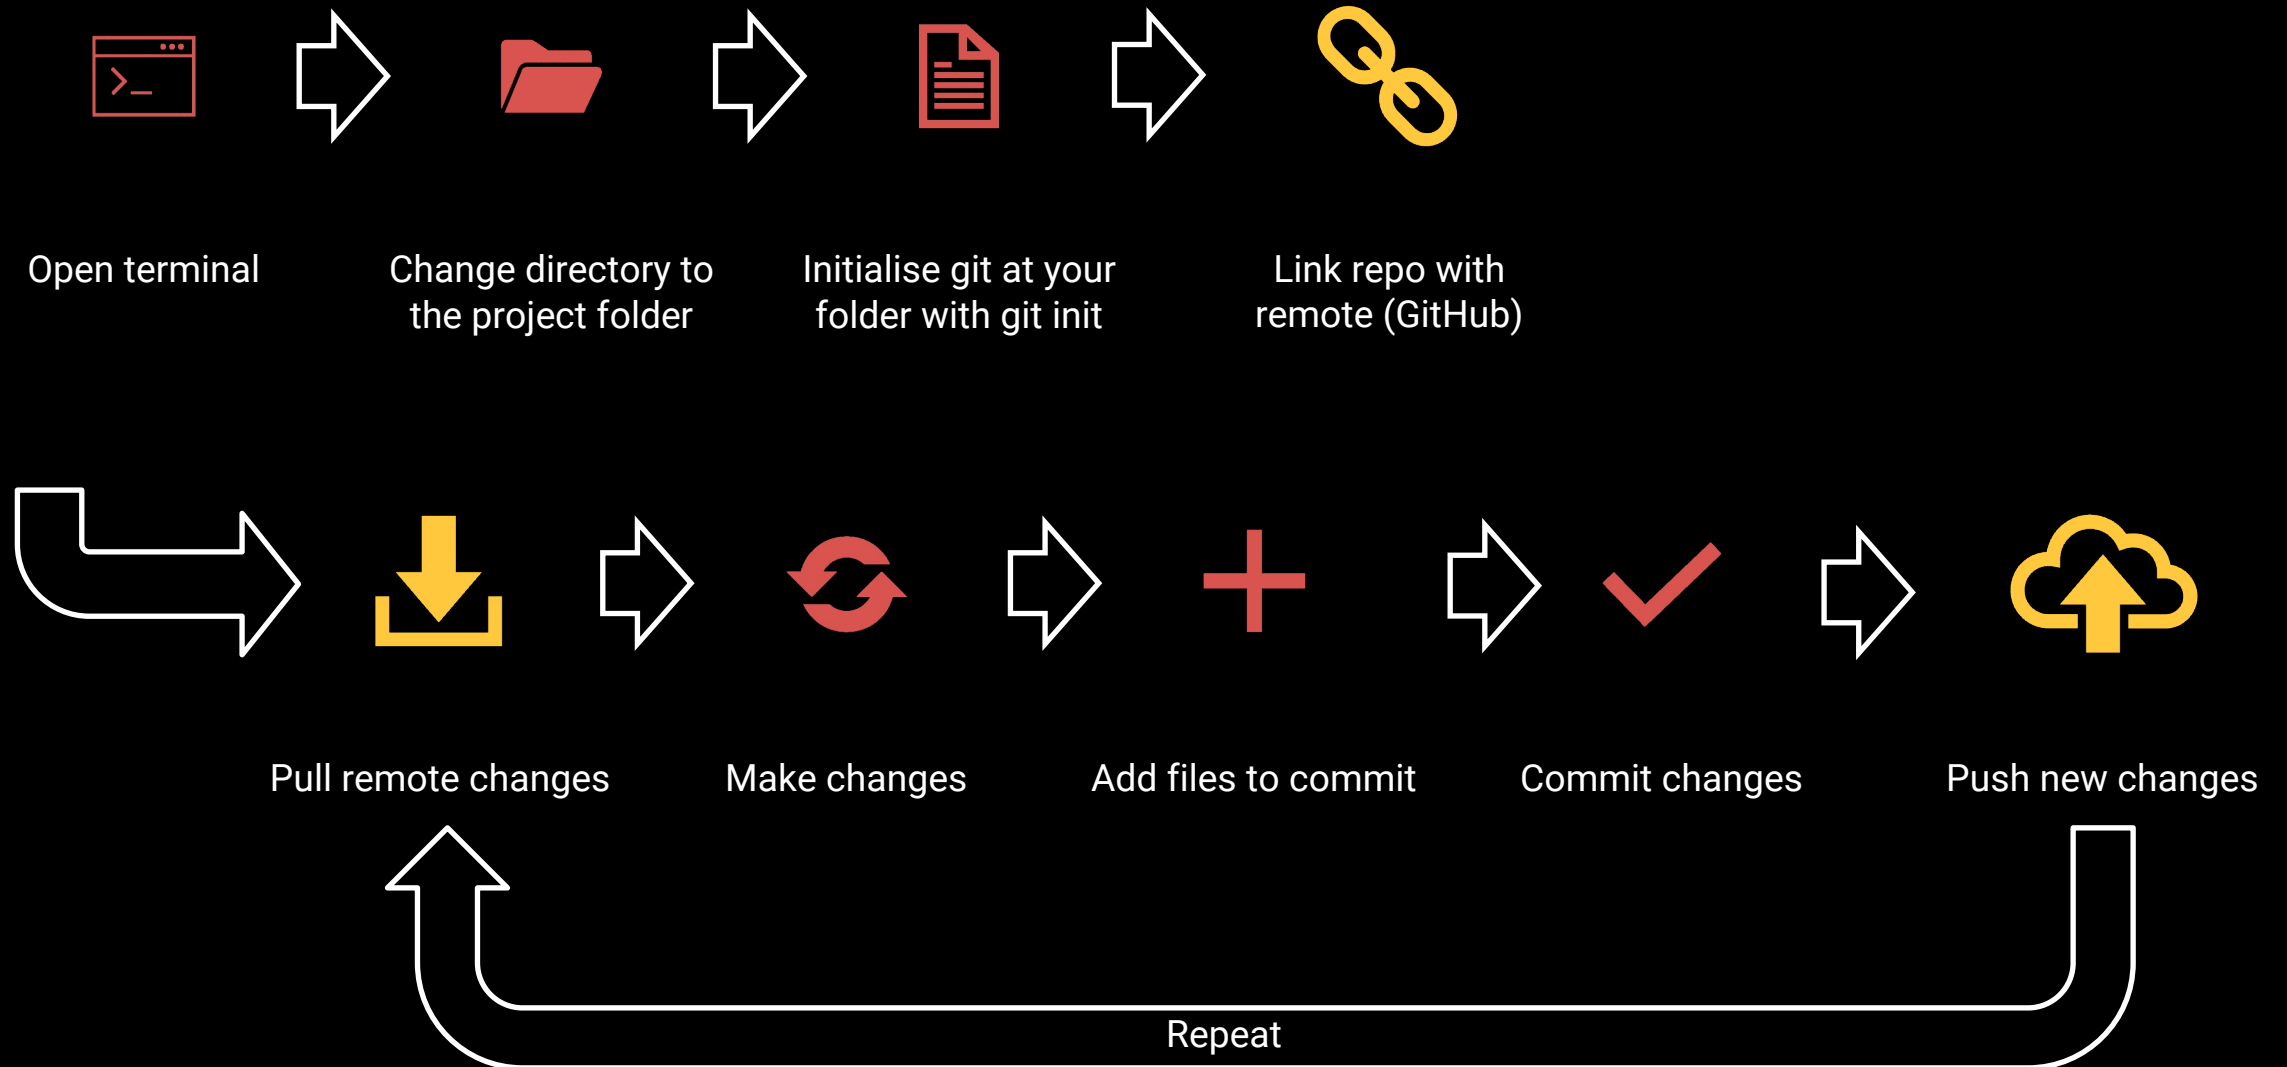 Open terminal
Change directory to
the project folder
Initialise git at your
folder with git init
Link repo with
remote (GitHub)
Pull remote changes
Make changes
Add files to commit
Commit changes
Push new changes
Repeat